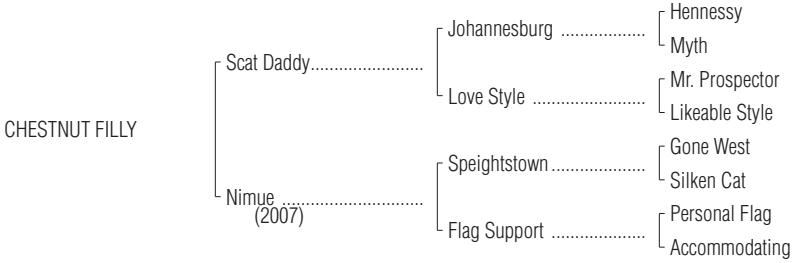 Hennessy
Johannesburg ...................
Myth
Scat Daddy.........................
Mr. Prospector
Love Style .........................
Likeable Style
CHESTNUT FILLY
Gone West
Speightstown.....................
Silken Cat
Nimue ...............................
(2007)
Personal Flag
Flag Support .....................
Accommodating